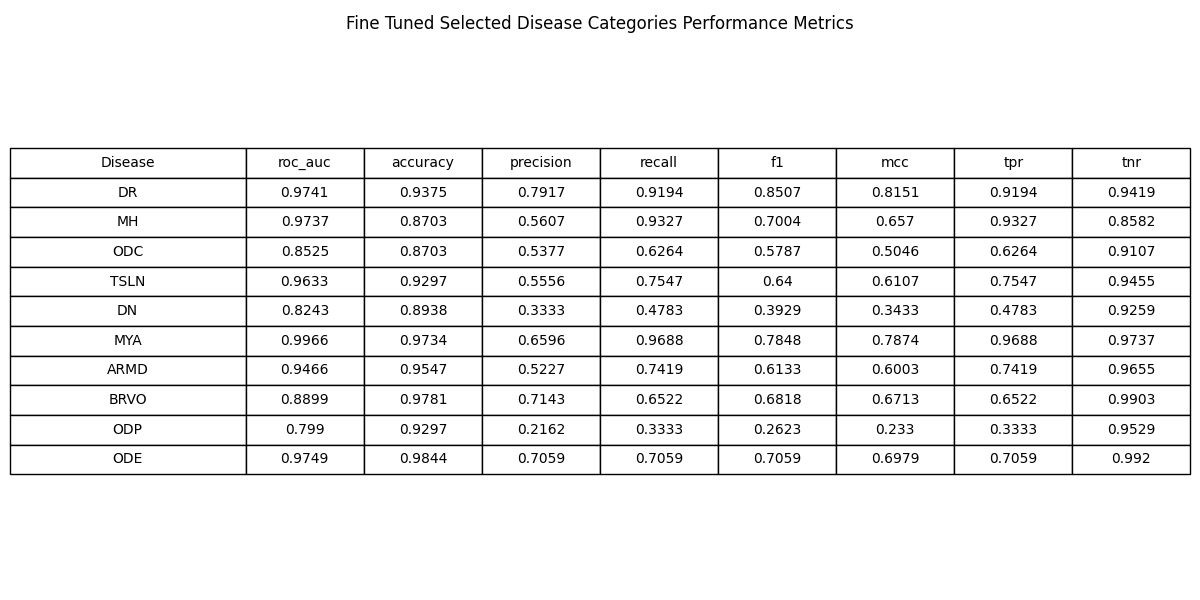 Fine Tuned Selected Disease Categories Performance Metrics
Disease roc_auc accuracy precision recall f1 mcc tpr tnr
DR 0.9741 0.9375 0.7917 0.9194 0.8507 0.8151 0.9194 0.9419
MH 0.9737 0.8703 0.5607 0.9327 0.7004 0.657 0.9327 0.8582
ODC 0.8525 0.8703 0.5377 0.6264 0.5787 0.5046 0.6264 0.9107
TSLN 0.9633 0.9297 0.5556 0.7547 0.64 0.6107 0.7547 0.9455
DN 0.8243 0.8938 0.3333 0.4783 0.3929 0.3433 0.4783 0.9259
MYA 0.9966 0.9734 0.6596 0.9688 0.7848 0.7874 0.9688 0.9737
ARMD 0.9466 0.9547 0.5227 0.7419 0.6133 0.6003 0.7419 0.9655
BRVO 0.8899 0.9781 0.7143 0.6522 0.6818 0.6713 0.6522 0.9903
ODP 0.799 0.9297 0.2162 0.3333 0.2623 0.233 0.3333 0.9529
ODE 0.9749 0.9844 0.7059 0.7059 0.7059 0.6979 0.7059 0.992